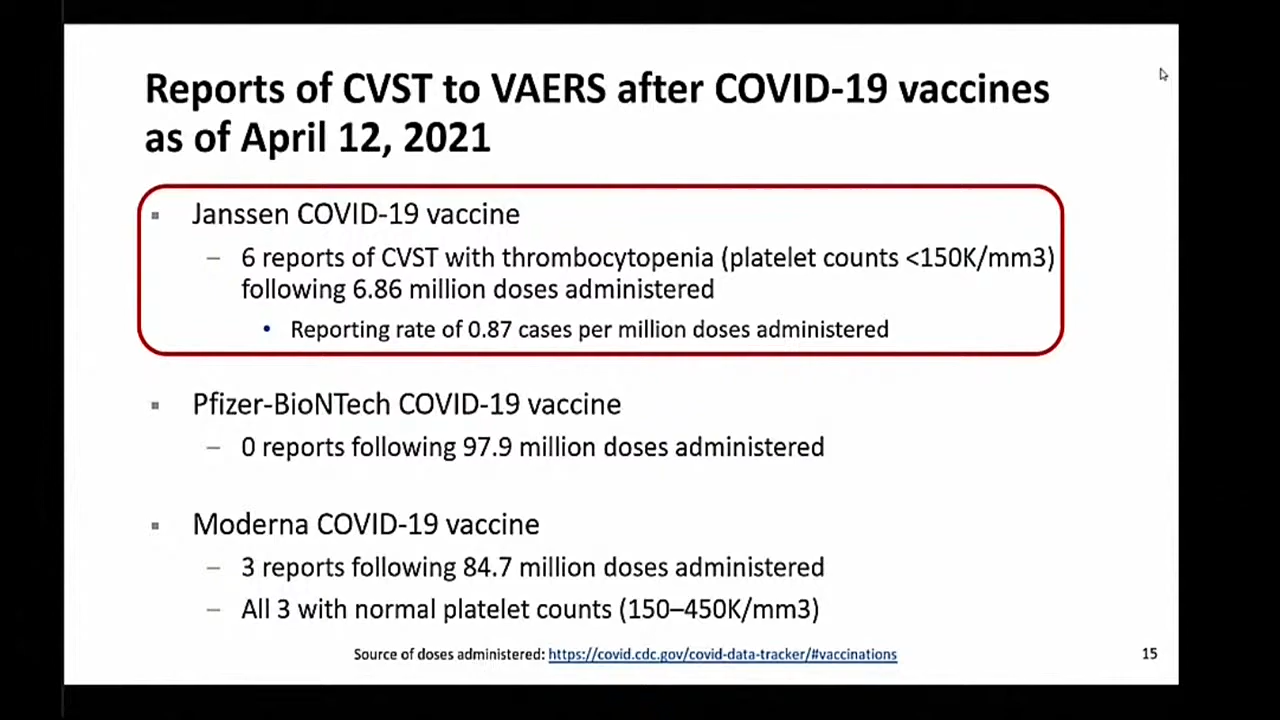 Reports of CVST to VAERS after COVID-19 vaccines
as of April 12, 2021
▪ Janssen COVID-19 vaccine
– 6 reports of CVST with thrombocytopenia (platelet counts <150K/mm3)
following 6.86 million doses administered
• Reporting rate of 0.87 cases per million doses administered
▪ Pfizer-BioNTech COVID-19 vaccine
– 0 reports following 97.9 million doses administered
▪ Moderna COVID-19 vaccine
– 3 reports following 84.7 million doses administered
– All 3 with normal platelet counts (150–450K/mm3)
Source of doses administered: https://covid.cdc.gov/covid-data-tracker/#vaccinations
15